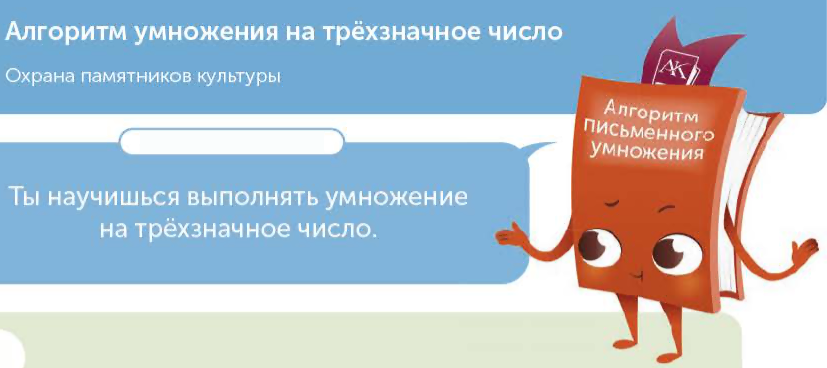 Алгоритм умножения на трёхзначное число
Охрана памятников культуры
АК
Алгоритм
письменного
умножения
Ты научишься выполнять умножение
на трёхзначное число.